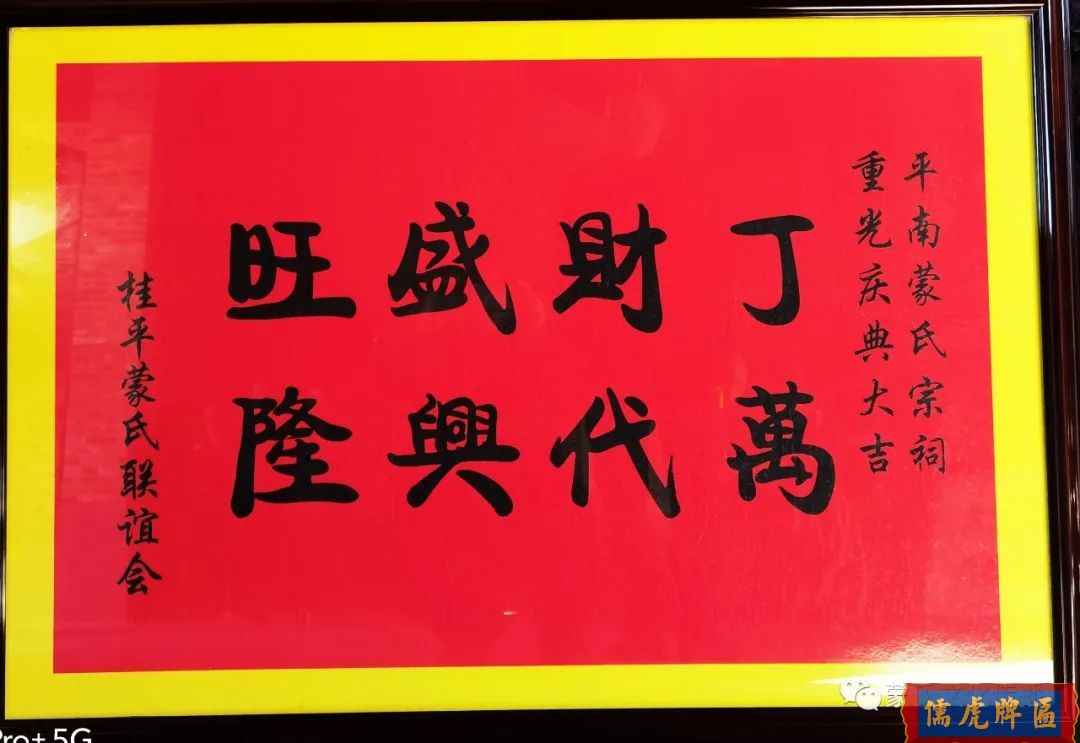 平南蒙氏宗祠
重光庆典大吉
丁財盛旺
萬代興隆
桂平蒙氏联谊会
儒虎牌匾
Pro+ 5G